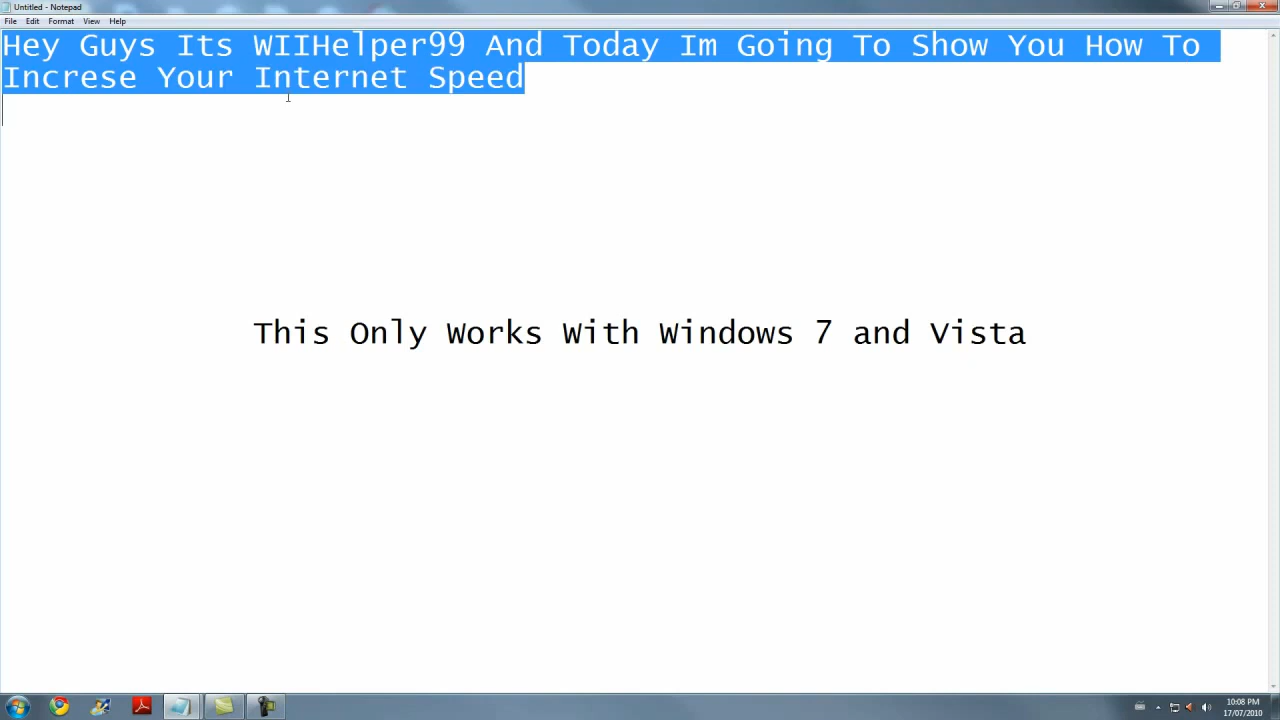 Untitled - Notepad
File Edit Format View Help
Hey Guys Its WIIHelper99 And Today Im Going To Show You How To
Increse Your Internet Speed
This Only Works With Windows 7 and Vista
10:08 PM
17/07/2010